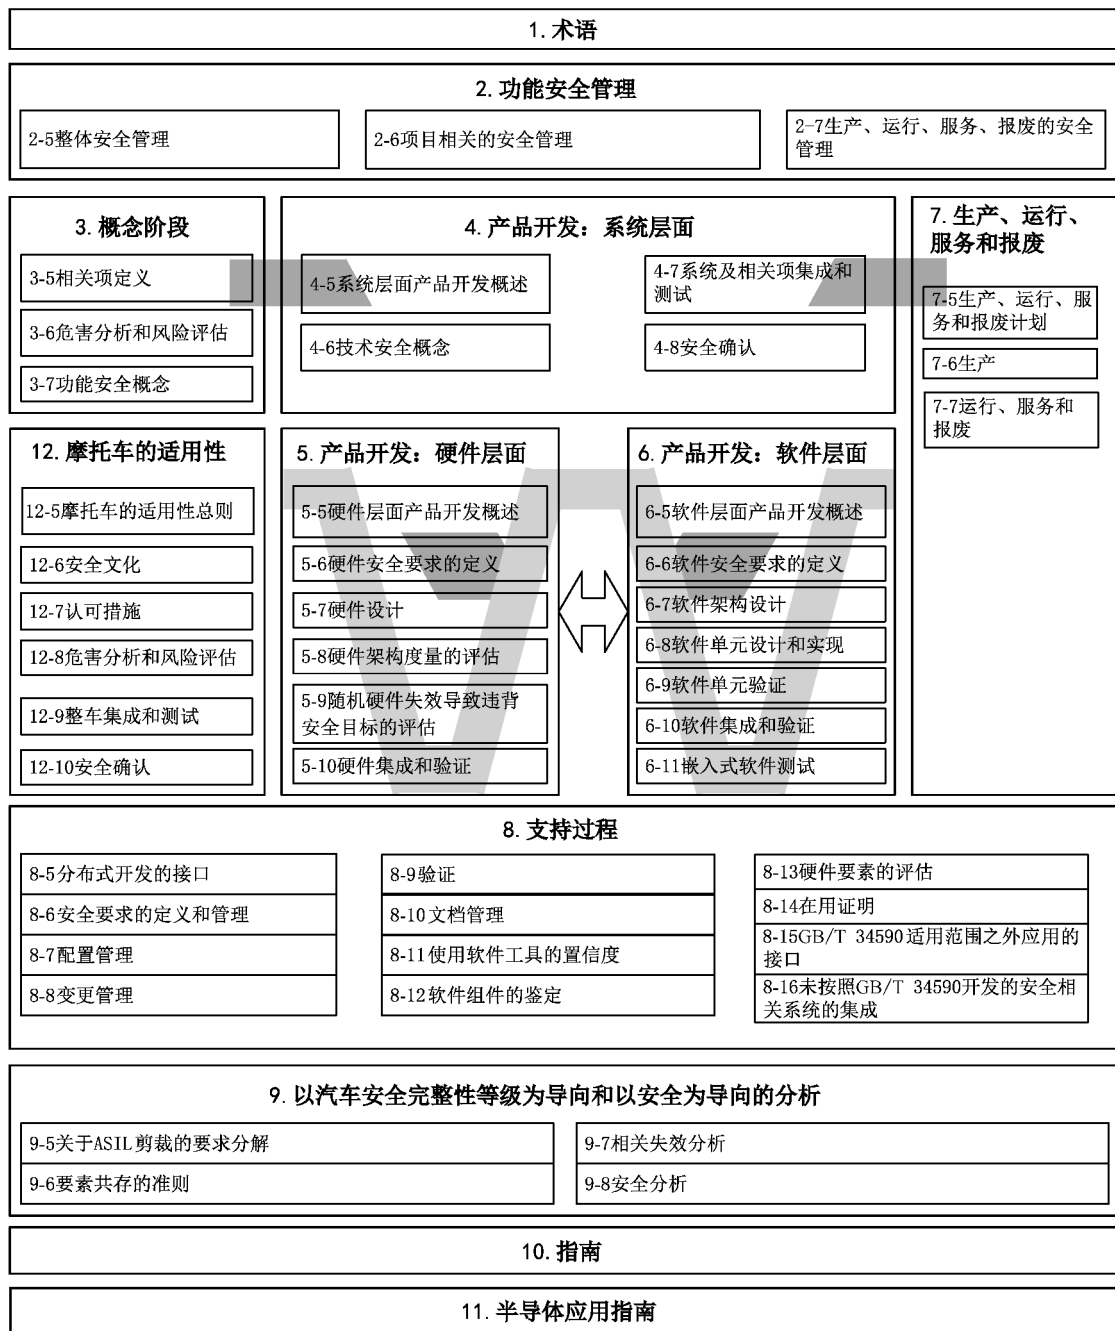 1. 术语
2. 功能安全管理
2-5整体安全管理
2-6项目相关的安全管理
2-7生产、运行、服务、报废的安全
管理
3. 概念阶段
3-5相关项定义
3-6危害分析和风险评估
3-7功能安全概念
4. 产品开发：系统层面
4-5系统层面产品开发概述
4-6技术安全概念
4-7系统及相关项集成和
测试
4-8安全确认
7. 生产、运行、
服务和报废
7-5生产、运行、服
务和报废计划
7-6生产
7-7运行、服务和
报废
12. 摩托车的适用性
12-5摩托车的适用性总则
12-6安全文化
12-7认可措施
12-8危害分析和风险评估
12-9整车集成和测试
12-10安全确认
5. 产品开发：硬件层面
5-5硬件层面产品开发概述
5-6硬件安全要求的定义
5-7硬件设计
5-8硬件架构度量的评估
5-9随机硬件失效导致违背
安全目标的评估
5-10硬件集成和验证
6. 产品开发：软件层面
6-5软件层面产品开发概述
6-6软件安全要求的定义
6-7软件架构设计
6-8软件单元设计和实现
6-9软件单元验证
6-10软件集成和验证
6-11嵌入式软件测试
8. 支持过程
8-5分布式开发的接口
8-6安全要求的定义和管理
8-7配置管理
8-8变更管理
8-9验证
8-10文档管理
8-11使用软件工具的置信度
8-12软件组件的鉴定
8-13硬件要素的评估
8-14在用证明
8-15GB/T 34590适用范围之外应用的
接口
8-16未按照GB/T 34590开发的安全相
关系统的集成
9. 以汽车安全完整性等级为导向和以安全为导向的分析
9-5关于ASIL剪裁的要求分解
9-6要素共存的准则
9-7相关失效分析
9-8安全分析
10. 指南
11. 半导体应用指南